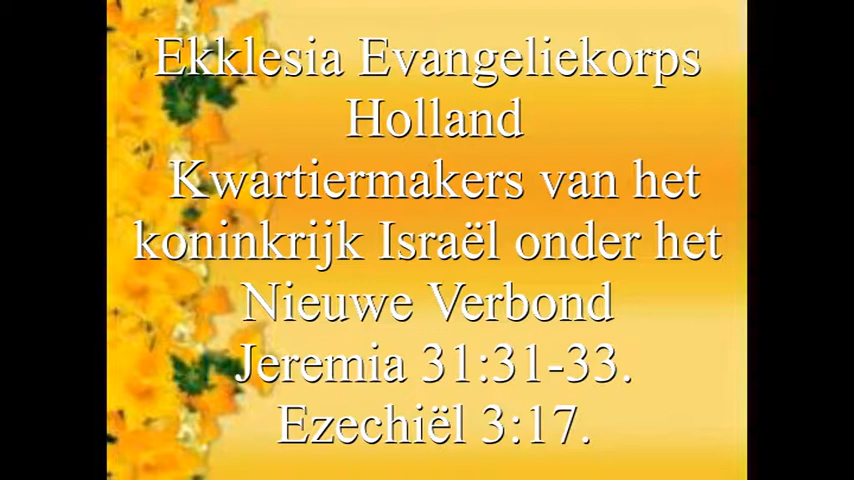 Ekklesia Evangeliekorps
Holland
Kwartiermakers van het
koninkrijk Israël onder het
Nieuwe Verbond
Jeremia 31:31-33.
Ezechiël 3:17.